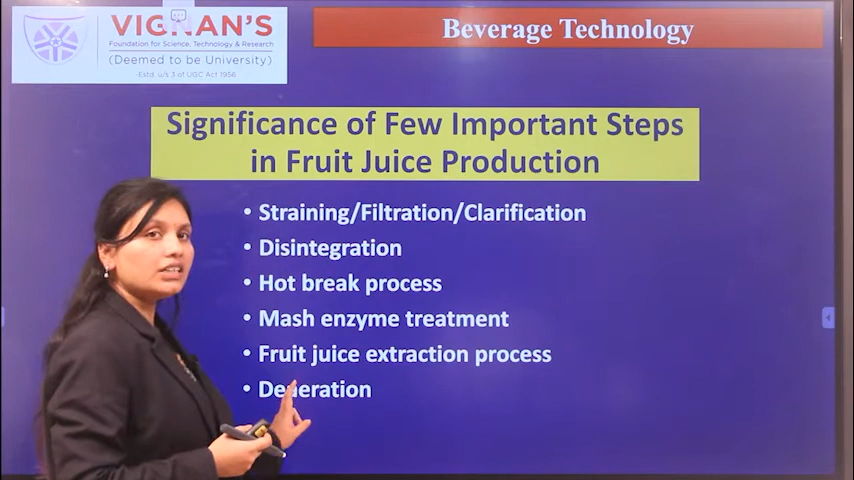 VIGNAN'S
Foundation for Science, Technology & Research
(Deemed to be University)
-Estd. u/s 3 of UGC Act 1956
Beverage Technology
Significance of Few Important Steps
in Fruit Juice Production
• Straining/Filtration/Clarification
• Disintegration
• Hot break process
• Mash enzyme treatment
• Fruit juice extraction process
• Deaeration